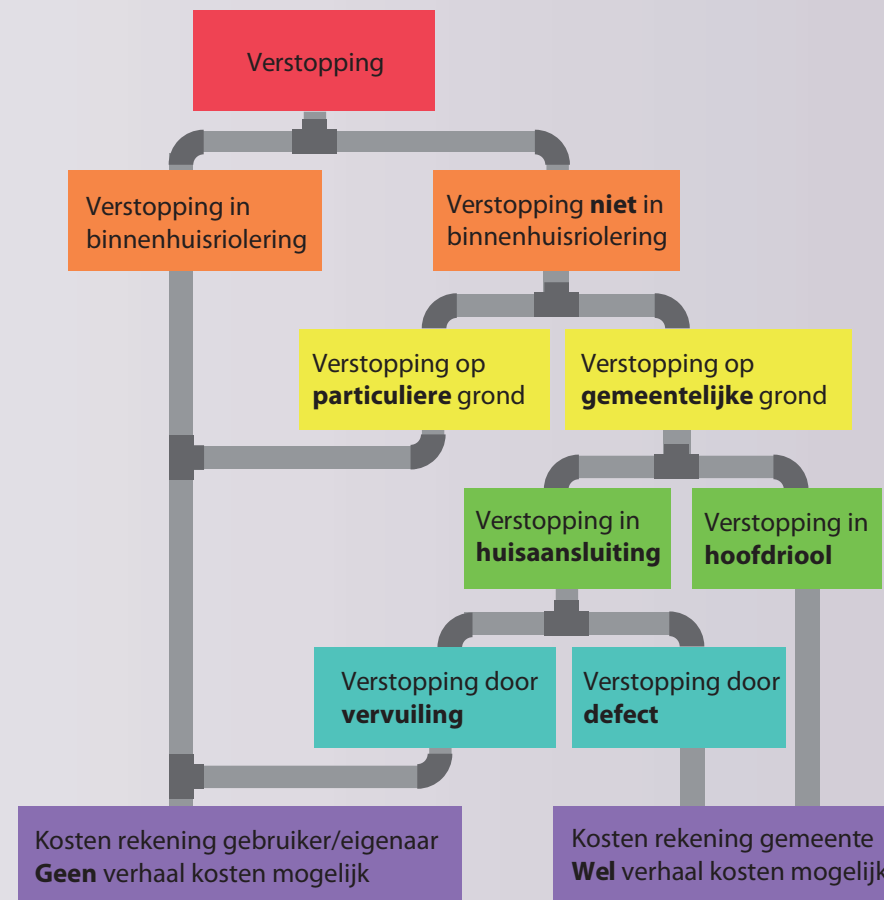 Verstopping
Verstopping in
binnenhuisriolering
Verstopping niet in
binnenhuisriolering
Verstopping op
particuliere grond
Verstopping op
gemeentelijke grond
Verstopping in
huisaansluiting
Verstopping in
hoofdriool
Verstopping door
vervuiling
Verstopping door
defect
Kosten rekening gebruiker/eigenaar
Geen verhaal kosten mogelijk
Kosten rekening gemeente
Wel verhaal kosten mogelijk